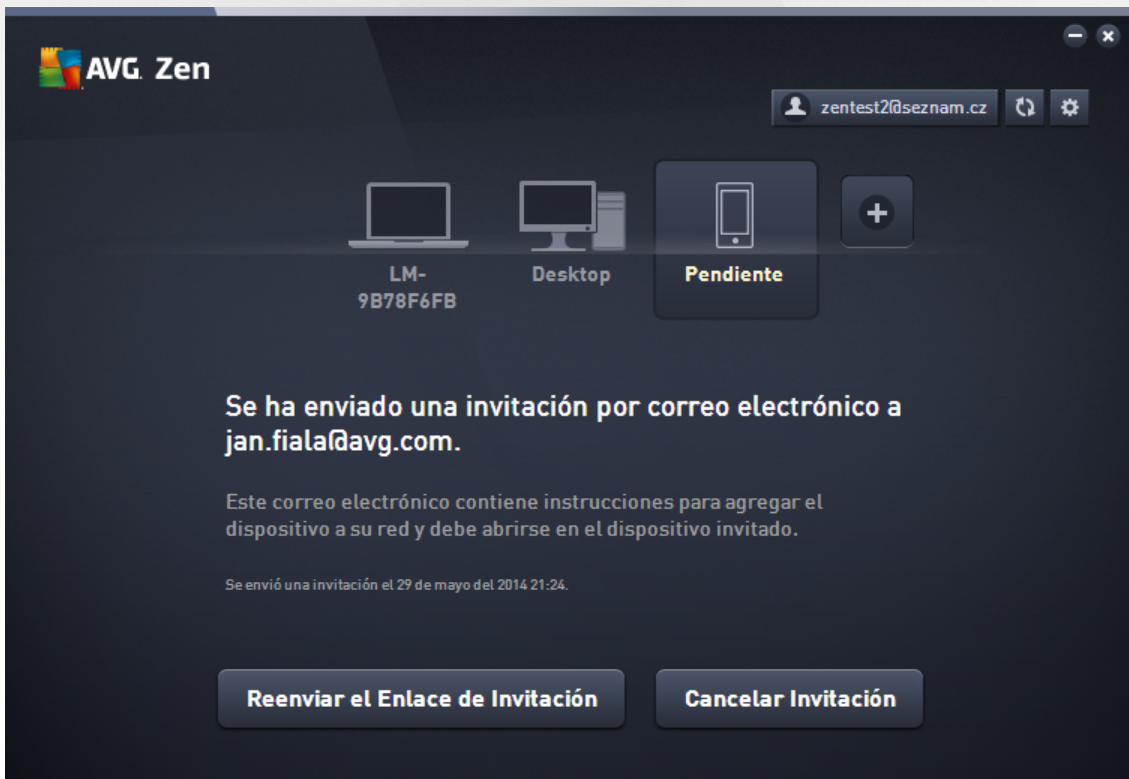 AVG. Zen
zentest2@seznam.cz
LM-
9B78F6FB
Desktop
Pendiente
Se ha enviado una invitación por correo electrónico a
jan.fiala@avg.com.
Este correo electrónico contiene instrucciones para agregar el
dispositivo a su red y debe abrirse en el dispositivo invitado.
Se envió una invitación el 29 de mayo del 2014 21:24.
Reenviar el Enlace de Invitación
Cancelar Invitación